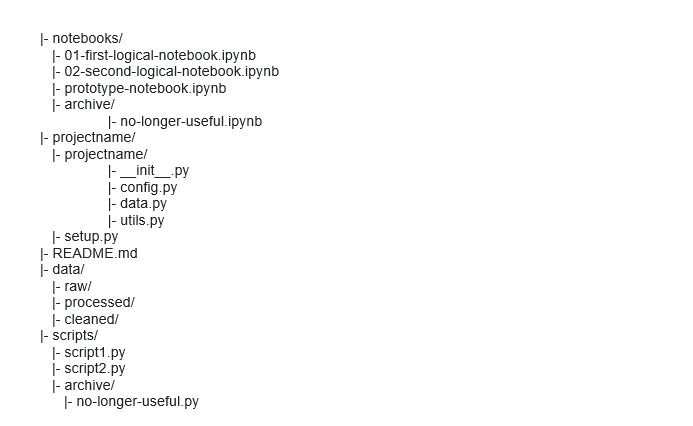 |- notebooks/
|- 01-first-logical-notebook.ipynb
|- 02-second-logical-notebook.ipynb
|- prototype-notebook.ipynb
|- archive/
|- no-longer-useful.ipynb
|- projectname/
|- projectname/
|- __init__.py
|- config.py
|- data.py
|- utils.py
|- setup.py
|- README.md
|- data/
|- raw/
|- processed/
|- cleaned/
|- scripts/
|- script1.py
|- script2.py
|- archive/
|- no-longer-useful.py